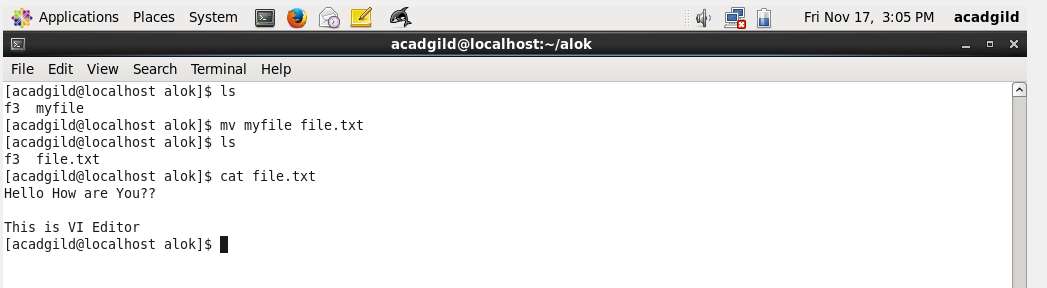 Applications Places System Fri Nov 17, 3:05 PM acadgild
acadgild@localhost:~/alok
File Edit View Search Terminal Help
[acadgild@localhost alok]$ ls
f3  myfile
[acadgild@localhost alok]$ mv myfile file.txt
[acadgild@localhost alok]$ ls
f3  file.txt
[acadgild@localhost alok]$ cat file.txt
Hello How are You??
This is VI Editor
[acadgild@localhost alok]$